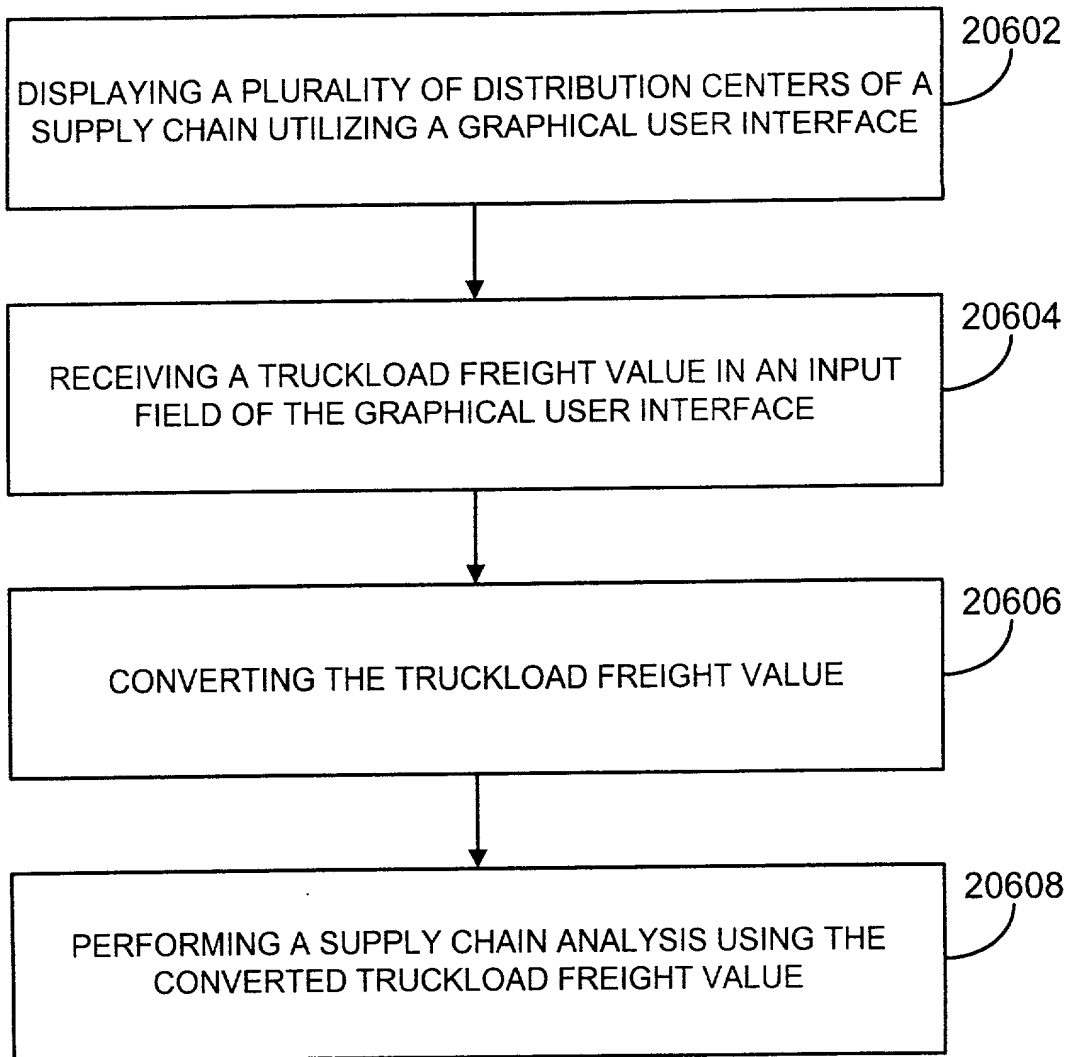 20602
DISPLAYING A PLURALITY OF DISTRIBUTION CENTERS OF A
SUPPLY CHAIN UTILIZING A GRAPHICAL USER INTERFACE
20604
RECEIVING A TRUCKLOAD FREIGHT VALUE IN AN INPUT
FIELD OF THE GRAPHICAL USER INTERFACE
20606
CONVERTING THE TRUCKLOAD FREIGHT VALUE
20608
PERFORMING A SUPPLY CHAIN ANALYSIS USING THE
CONVERTED TRUCKLOAD FREIGHT VALUE